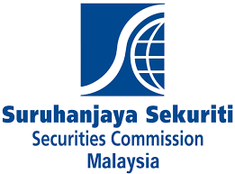 Suruhanjaya Sekuriti
Securities Commission
Malaysia